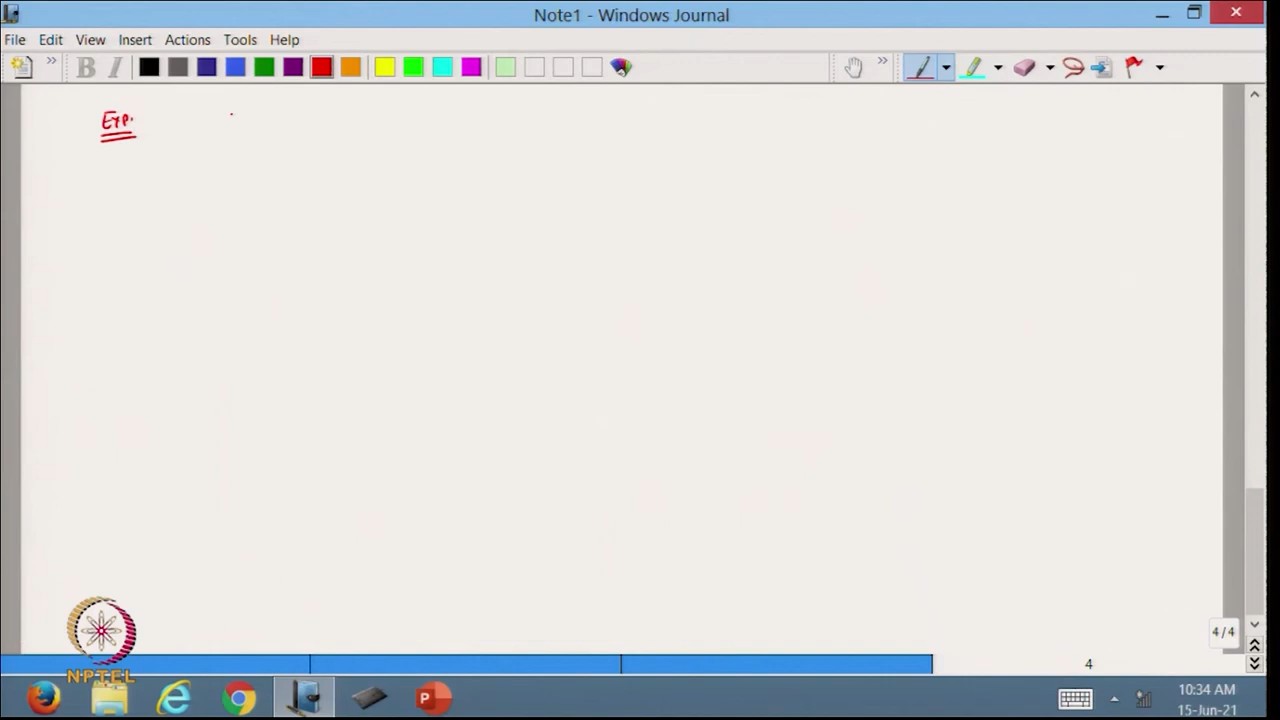 Note1 - Windows Journal
File Edit View Insert Actions Tools Help
B I
Exp.
4 / 4
4
NPTEL
10:34 AM
15-Jun-21